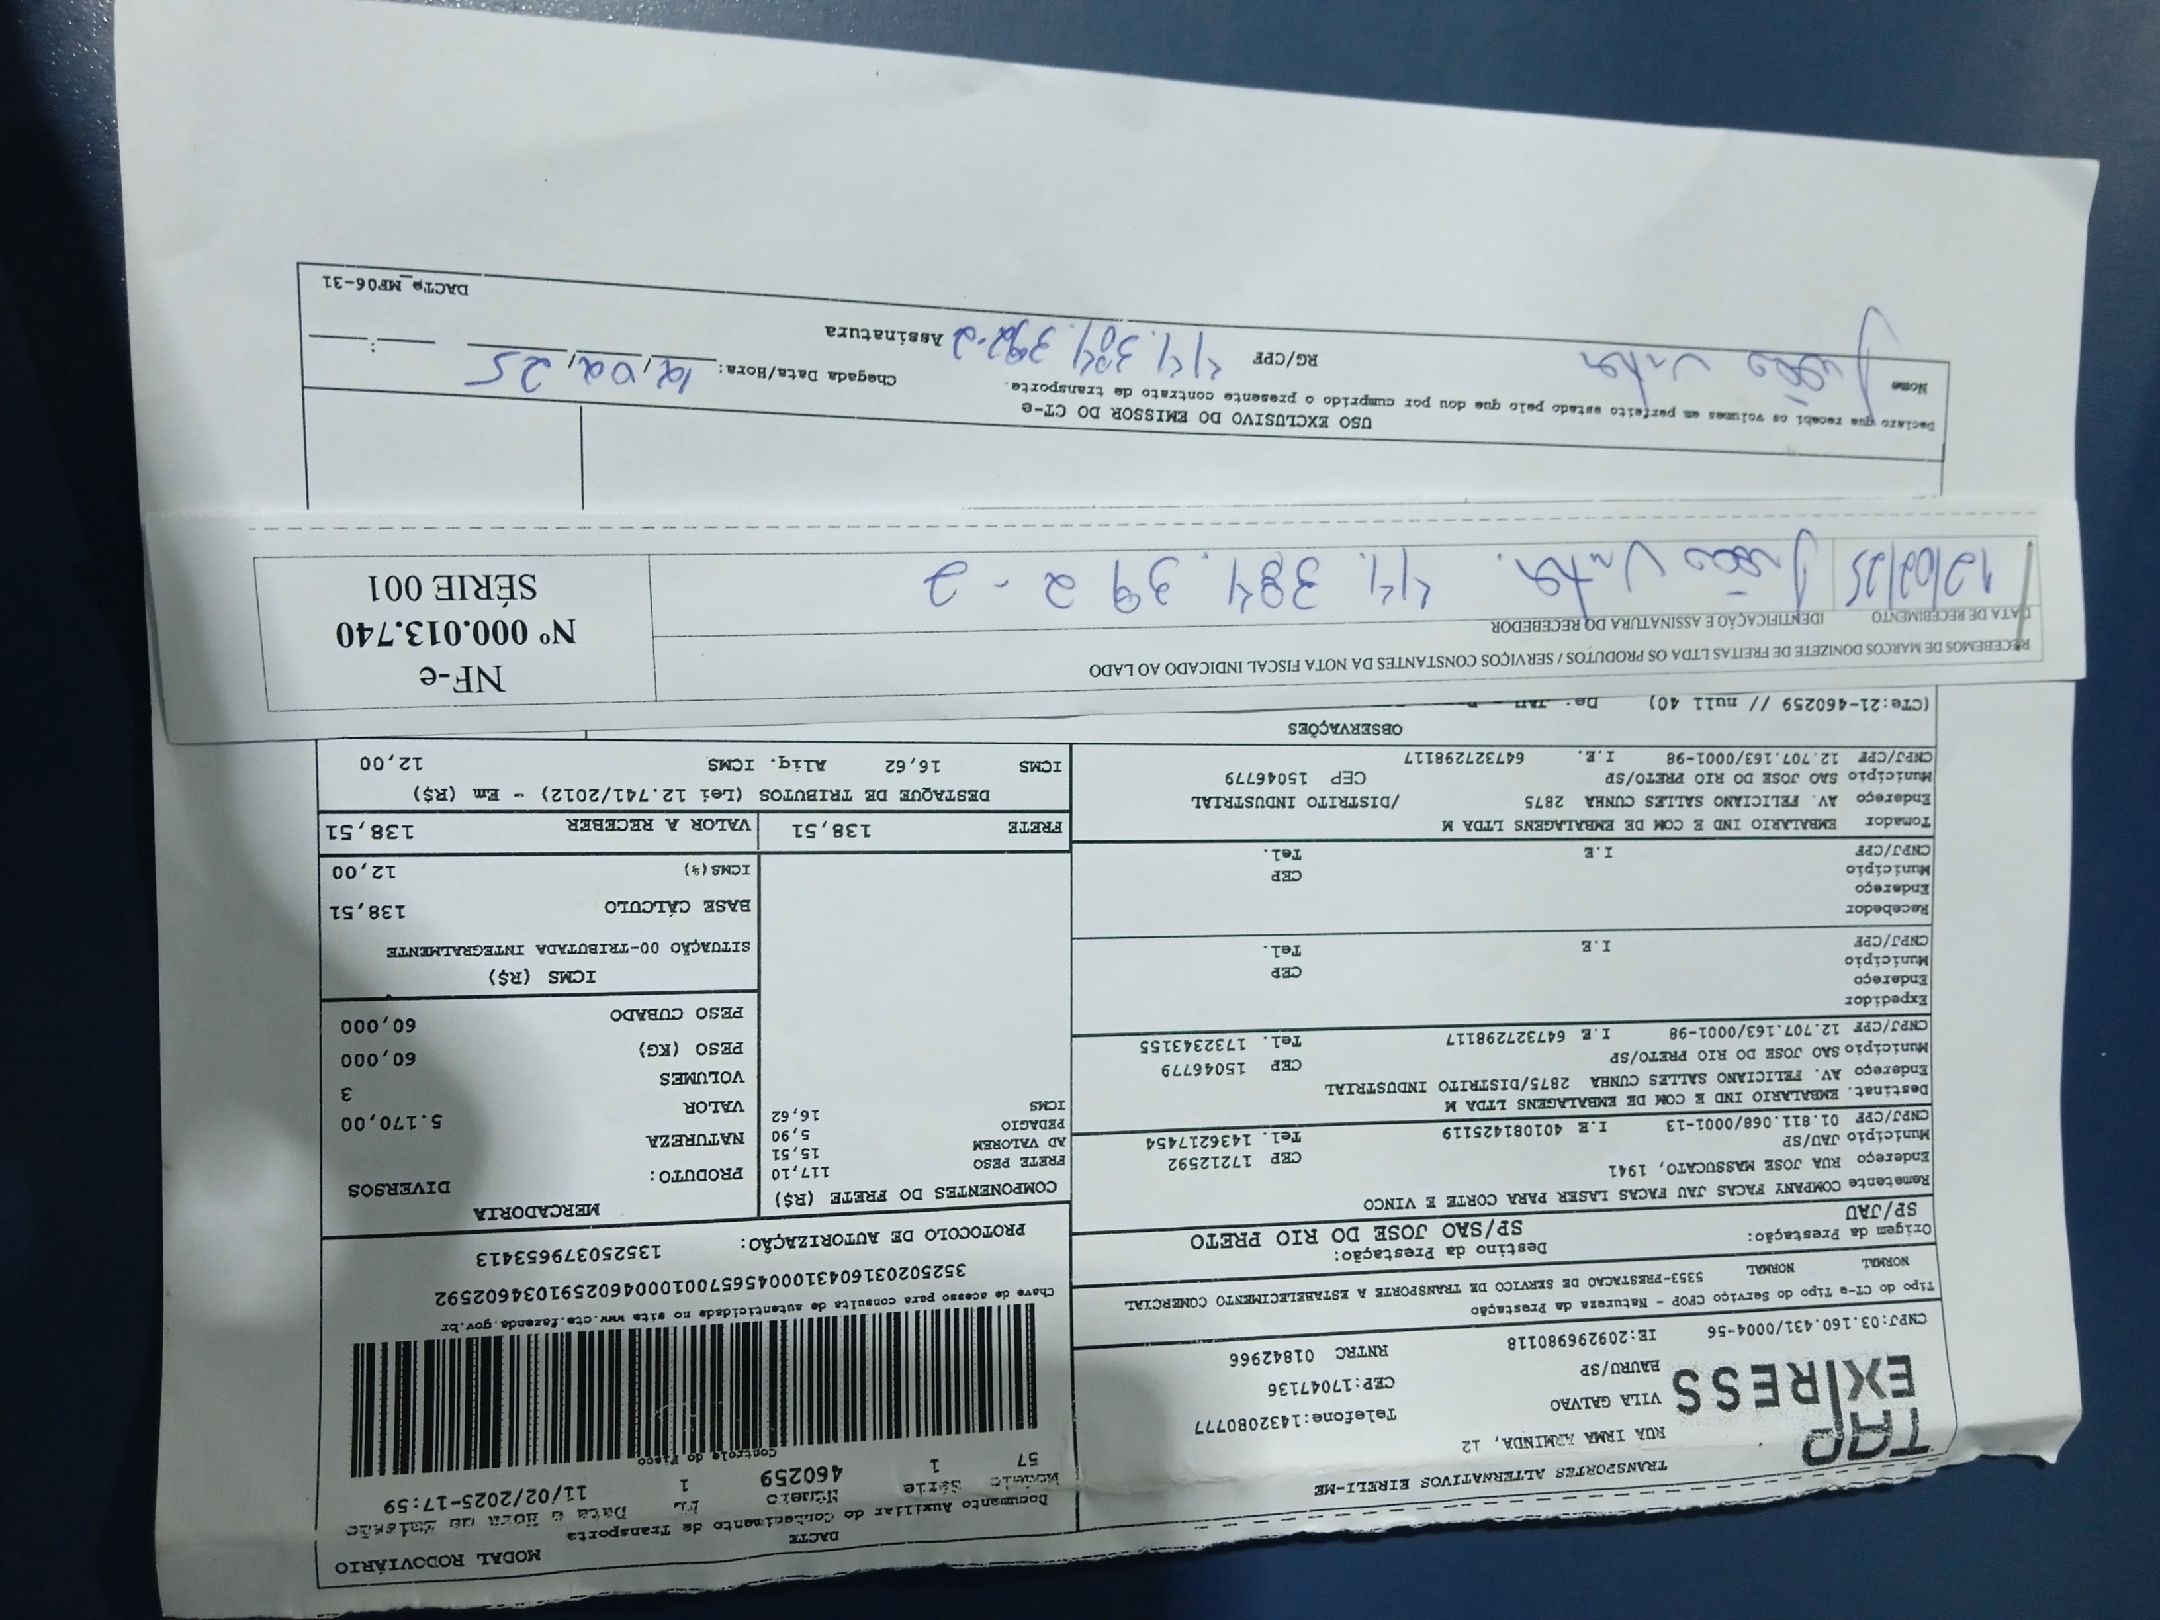 DACTE
MODAL RODOVIÁRIO
Documento Auxiliar do Conhecimento de Transporte
Modelo Série Número FL Data e Hora de Emissão
57 1 460259 1 11/02/2025-17:59
Controle do Fisco
Chave de acesso para consulta de autenticidade no site www.cte.fazenda.gov.br
35250203160431000456570010004602591034602592
PROTOCOLO DE AUTORIZAÇÃO: 135250379653413
TAP
EXPRESS
TRANSPORTES ALTERNATIVOS EIRELI-ME
RUA IRMA ARMINDA, 12
VILA GALVAO Telefone:1432080777
BAURU/SP CEP:17047136
CNPJ:03.160.431/0004-56 IE:209296980118 RNTRC 01842966
Tipo do CT-e Tipo do Serviço CFOP - Natureza da Prestação
NORMAL NORMAL 5353-PRESTACAO DE SERVICO DE TRANSPORTE A ESTABELECIMENTO COMERCIAL
Origem da Prestação: Destino da Prestação:
SP/JAU SP/SAO JOSE DO RIO PRETO
Remetente COMPANY FACAS JAU FACAS LASER PARA CORTE E VINCO
Endereço RUA JOSE MASSUCATO, 1941
Município JAU/SP CEP 17212592
CNPJ/CPF 01.811.068/0001-13 I.E 401081425119 Tel. 1436217454
Destinat. EMBALARIO IND E COM DE EMBALAGENS LTDA M
Endereço AV. FELICIANO SALLES CUNHA 2875/DISTRITO INDUSTRIAL
Município SAO JOSE DO RIO PRETO/SP CEP 15046779
CNPJ/CPF 12.707.163/0001-98 I.E 647327298117 Tel. 1732343155
Expedidor
Endereço
Município CEP
CNPJ/CPF I.E Tel.
Recebedor
Endereço
Município CEP
CNPJ/CPF I.E Tel.
Tomador EMBALARIO IND E COM DE EMBALAGENS LTDA M
Endereço AV. FELICIANO SALLES CUNHA 2875 /DISTRITO INDUSTRIAL
Município SAO JOSE DO RIO PRETO/SP CEP 15046779
CNPJ/CPF 12.707.163/0001-98 I.E. 647327298117
COMPONENTES DO FRETE (R$)
FRETE PESO 117,10
AD VALOREM 15,51
PEDAGIO 5,90
ICMS 16,62
MERCADORIA
PRODUTO: DIVERSOS
NATUREZA
VALOR 5.170,00
VOLUMES 3
PESO (KG) 60,000
PESO CUBADO 60,000
ICMS (R$)
SITUAÇÃO 00-TRIBUTADA INTEGRALMENTE
BASE CÁLCULO 138,51
ICMS(%) 12,00
FRETE 138,51 VALOR A RECEBER 138,51
DESTAQUE DE TRIBUTOS (Lei 12.741/2012) - Em (R$)
ICMS 16,62 Aliq. ICMS 12,00
OBSERVAÇÕES
(CTe:21-460259 // null 40) De: JAU
RECEBEMOS DE MARCOS DONIZETE DE FREITAS LTDA OS PRODUTOS / SERVIÇOS CONSTANTES DA NOTA FISCAL INDICADO AO LADO
DATA DE RECEBIMENTO IDENTIFICAÇÃO E ASSINATURA DO RECEBEDOR
12/02/25 44.384.392-2
NF-e
Nº 000.013.740
SÉRIE 001
USO EXCLUSIVO DO EMISSOR DO CT-e
Declaro que recebi os volumes em perfeito estado pelo que dou por cumprido o presente contrato de transporte.
Chegada Data/Hora: 12/02/25 :
Nome RG/CPF 44.384.392-2 Assinatura
DACTe_MF06-31